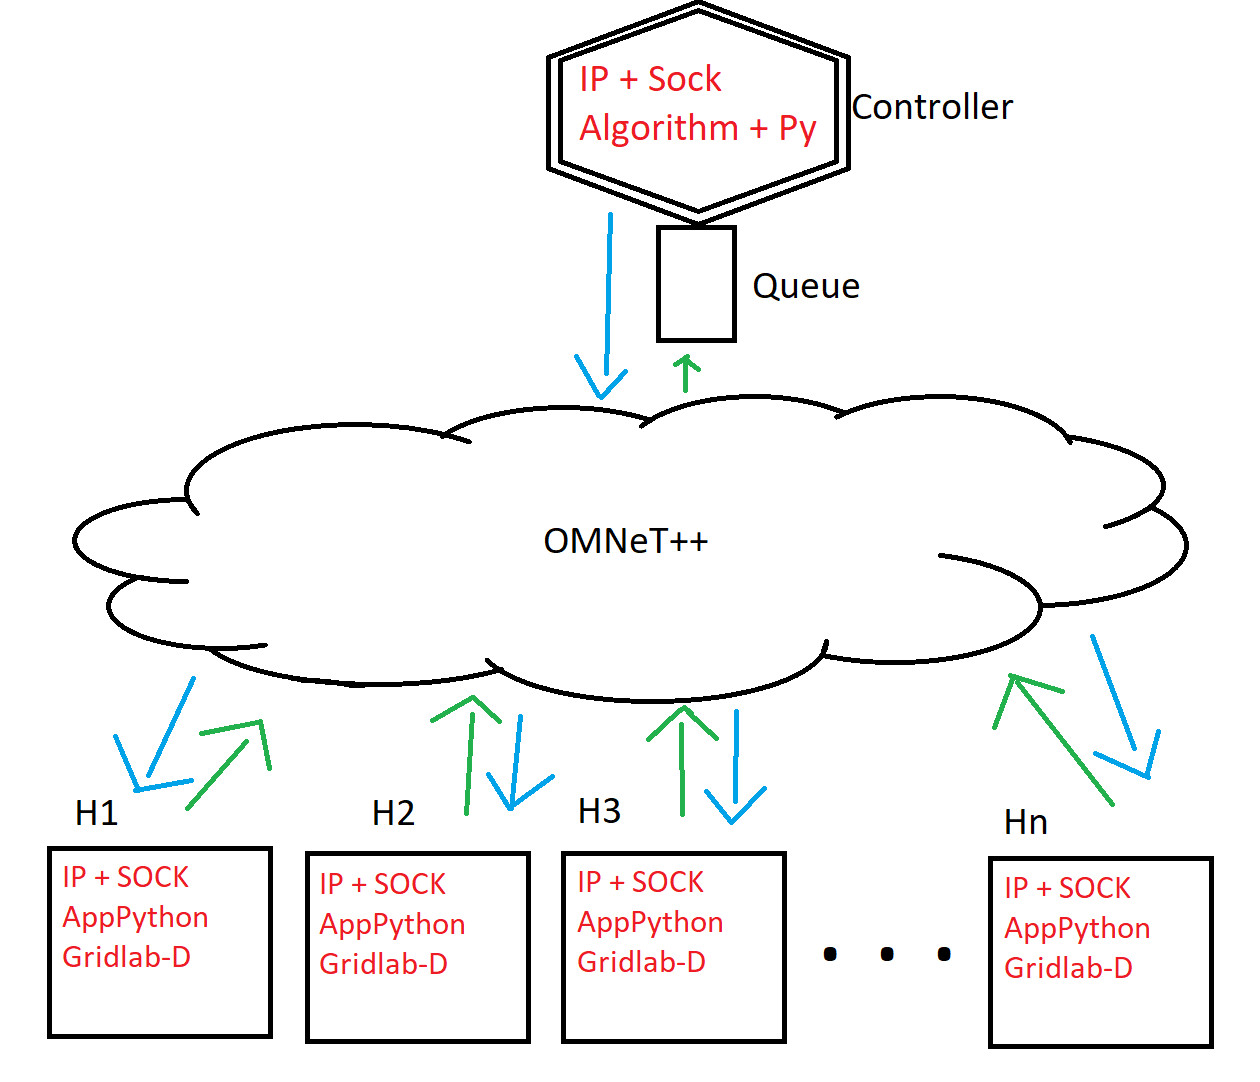 IP + Sock
Algorithm + Py
Controller
Queue
OMNeT++
H1
IP + SOCK
AppPython
Gridlab-D
H2
IP + SOCK
AppPython
Gridlab-D
H3
IP + SOCK
AppPython
Gridlab-D
. . .
Hn
IP + SOCK
AppPython
Gridlab-D